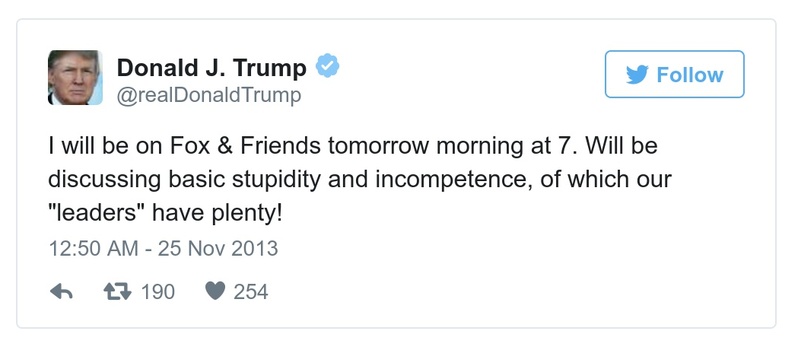 Donald J. Trump
@realDonaldTrump
Follow
I will be on Fox & Friends tomorrow morning at 7. Will be
discussing basic stupidity and incompetence, of which our
"leaders" have plenty!
12:50 AM - 25 Nov 2013
190 254